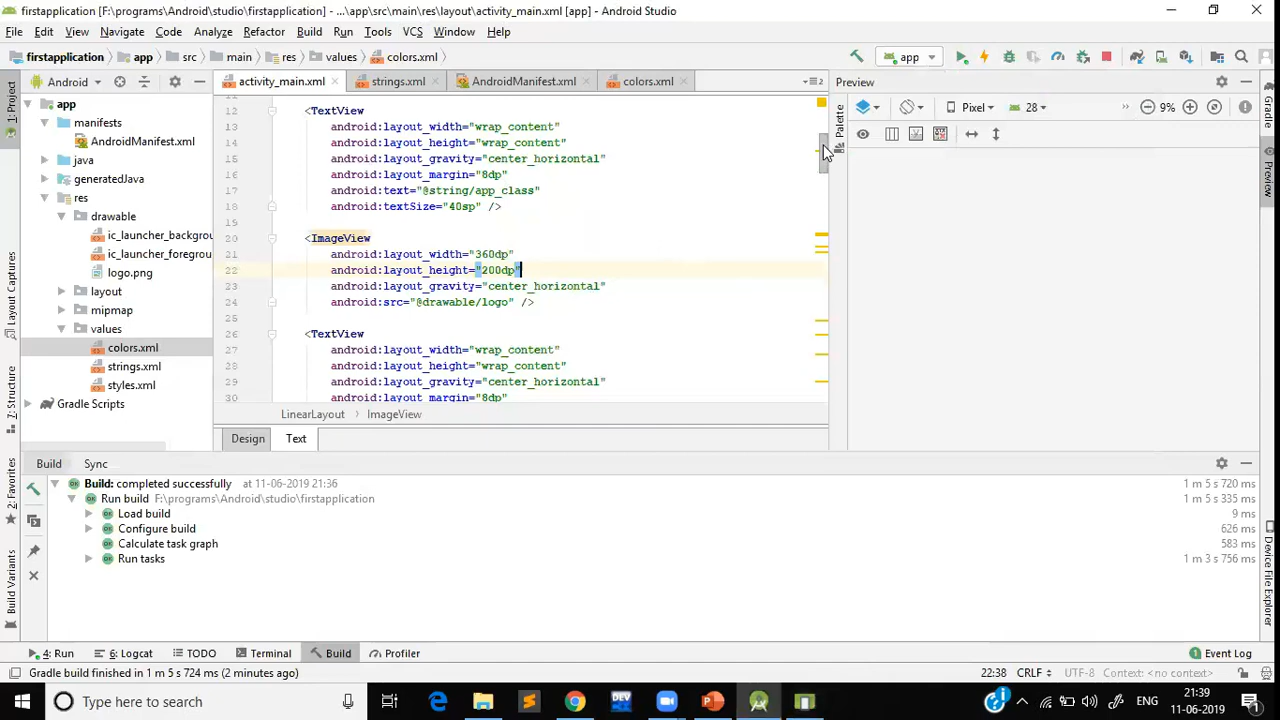 firstapplication [F:\programs\Android\studio\firstapplication] - ...\app\src\main\res\layout\activity_main.xml [app] - Android Studio
File Edit View Navigate Code Analyze Refactor Build Run Tools VCS Window Help
firstapplication app src main res values colors.xml app
Android activity_main.xml strings.xml AndroidManifest.xml colors.xml 2 Preview
1: Project
Layout Captures
7: Structure
2: Favorites
Build Variants
app
manifests
AndroidManifest.xml
java
generatedJava
res
drawable
ic_launcher_backgrou
ic_launcher_foregrou
logo.png
layout
mipmap
values
colors.xml
strings.xml
styles.xml
Gradle Scripts
12 <TextView
13 android:layout_width="wrap_content"
14 android:layout_height="wrap_content"
15 android:layout_gravity="center_horizontal"
16 android:layout_margin="8dp"
17 android:text="@string/app_class"
18 android:textSize="40sp" />
19
20 <ImageView
21 android:layout_width="360dp"
22 android:layout_height="200dp"
23 android:layout_gravity="center_horizontal"
24 android:src="@drawable/logo" />
25
26 <TextView
27 android:layout_width="wrap_content"
28 android:layout_height="wrap_content"
29 android:layout_gravity="center_horizontal"
30 android:layout_margin="8dp"
LinearLayout ImageView
Design Text
Palette
Pixel 28 » 9%
Gradle
Preview
Device File Explorer
Build Sync
Build: completed successfully at 11-06-2019 21:36 1 m 5 s 720 ms
Run build F:\programs\Android\studio\firstapplication 1 m 5 s 335 ms
Load build 9 ms
Configure build 626 ms
Calculate task graph 583 ms
Run tasks 1 m 3 s 756 ms
4: Run 6: Logcat TODO Terminal Build Profiler Event Log
Gradle build finished in 1 m 5 s 724 ms (2 minutes ago) 22:38 CRLF UTF-8 Context: <no context>
Type here to search DEV ENG 21:39
11-06-2019